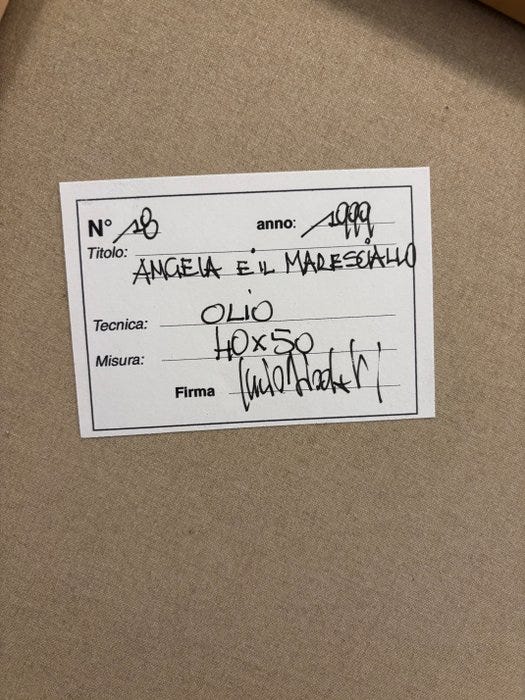 N° 18 anno: 1999
Titolo:
ANGELA E IL MARESCIALLO
Tecnica: OLIO
Misura: 40x50
Firma